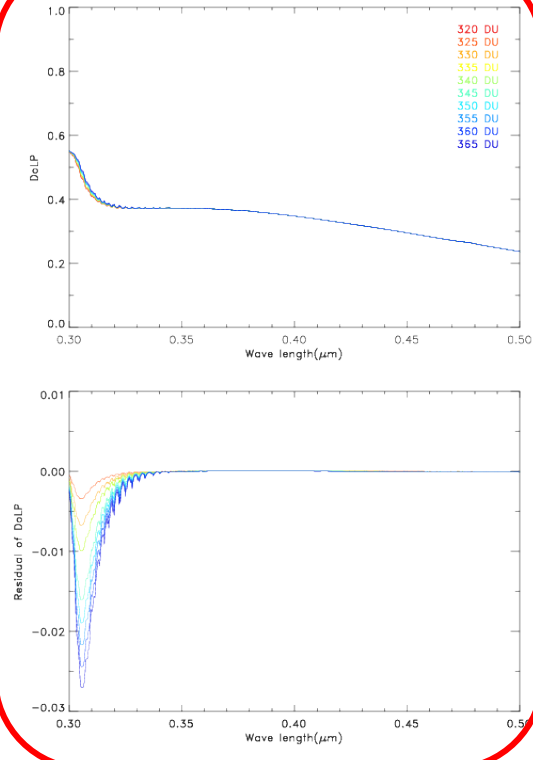 1.0
320 DU
325 DU
330 DU
335 DU
340 DU
345 DU
350 DU
355 DU
360 DU
365 DU
0.8
0.6
DoLP
0.4
0.2
0.0
0.30 0.35 0.40 0.45 0.50
Wave length(μm)
0.01
0.00
Residual of DoLP
−0.01
−0.02
−0.03
0.30 0.35 0.40 0.45 0.50
Wave length(μm)